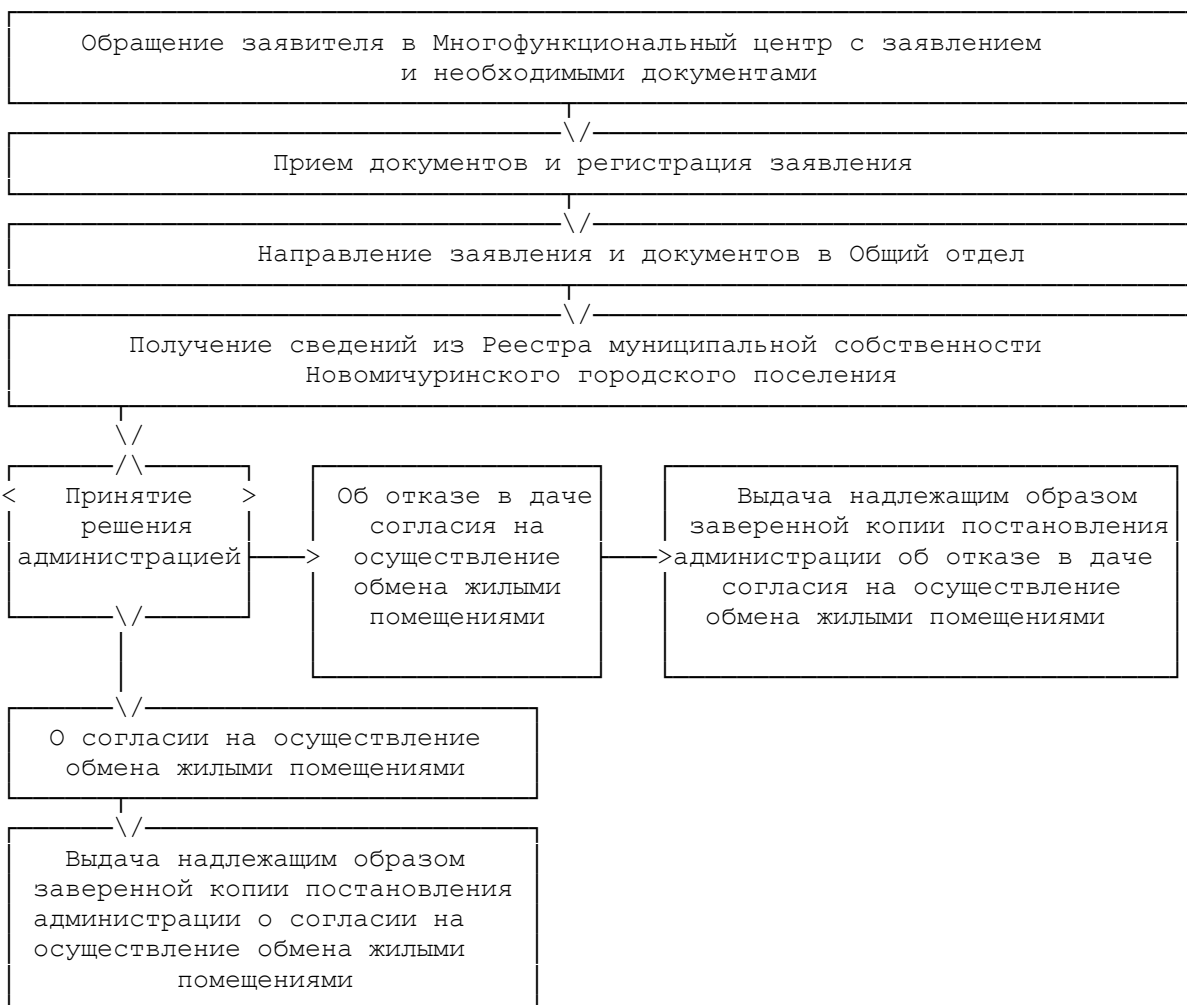 Обращение заявителя в Многофункциональный центр с заявлением
и необходимыми документами
Прием документов и регистрация заявления
Направление заявления и документов в Общий отдел
Получение сведений из Реестра муниципальной собственности
Новомичуринского городского поселения
Принятие
решения
администрацией
Об отказе в даче
согласия на
осуществление
обмена жилыми
помещениями
Выдача надлежащим образом
заверенной копии постановления
администрации об отказе в даче
согласия на осуществление
обмена жилыми помещениями
О согласии на осуществление
обмена жилыми помещениями
Выдача надлежащим образом
заверенной копии постановления
администрации о согласии на
осуществление обмена жилыми
помещениями